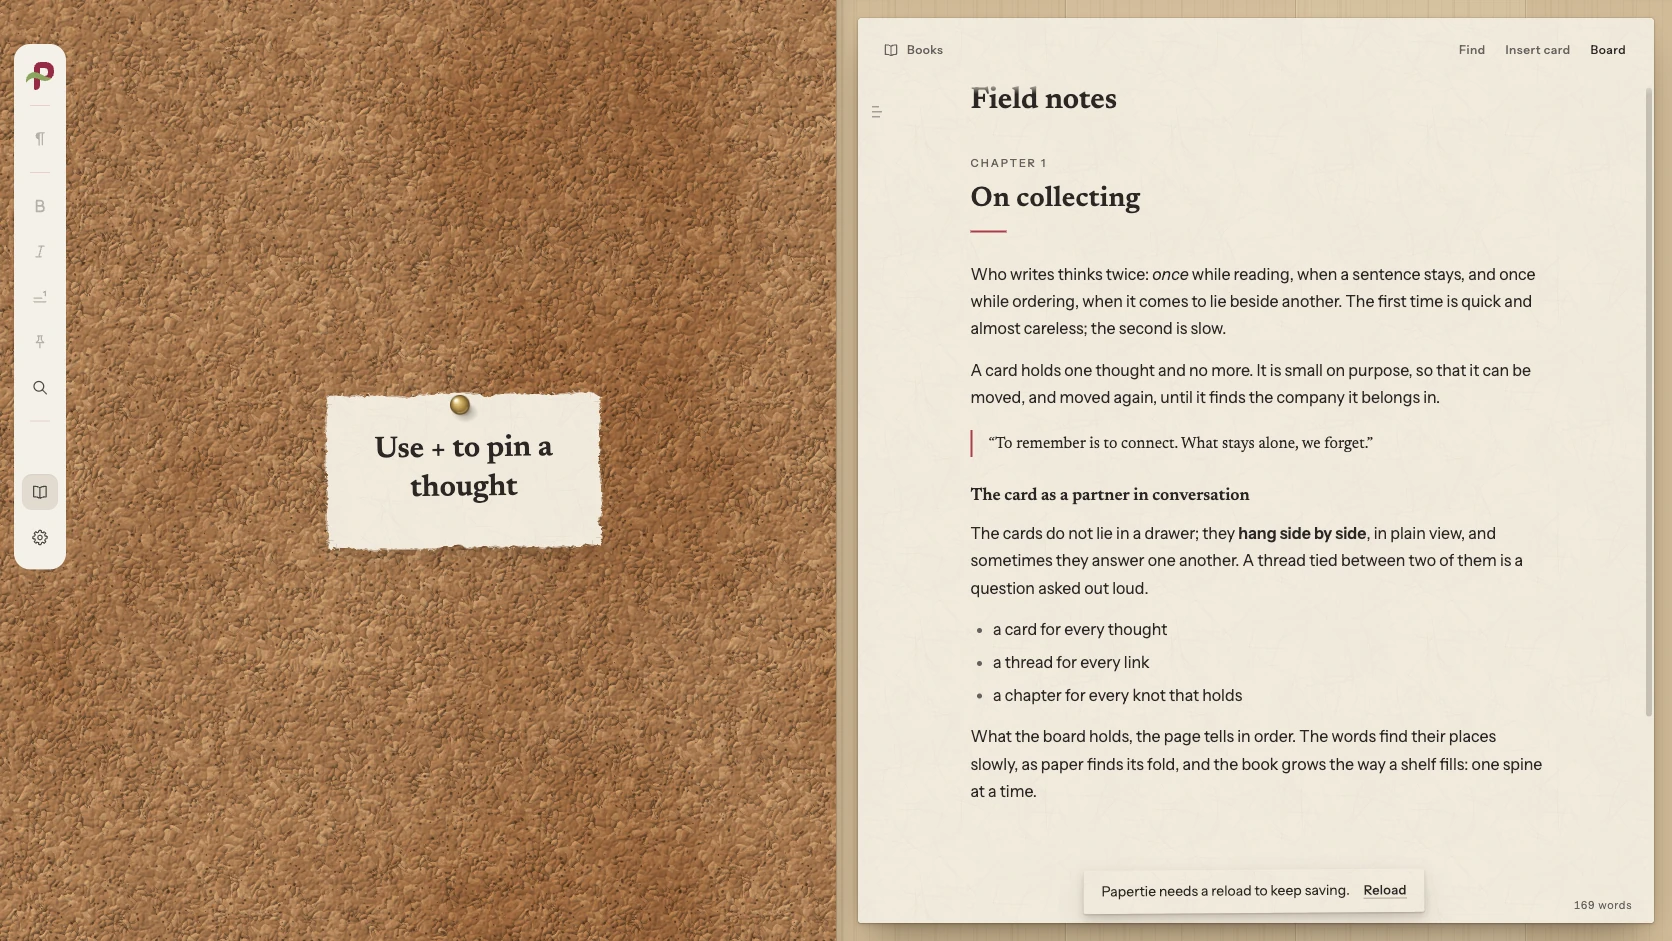 Books
Find Insert card Board
Field notes
CHAPTER 1
On collecting
Who writes thinks twice: once while reading, when a sentence stays, and once
while ordering, when it comes to lie beside another. The first time is quick and
almost careless; the second is slow.
A card holds one thought and no more. It is small on purpose, so that it can be
moved, and moved again, until it finds the company it belongs in.
“To remember is to connect. What stays alone, we forget.”
The card as a partner in conversation
The cards do not lie in a drawer; they hang side by side, in plain view, and
sometimes they answer one another. A thread tied between two of them is a
question asked out loud.
• a card for every thought
• a thread for every link
• a chapter for every knot that holds
What the board holds, the page tells in order. The words find their places
slowly, as paper finds its fold, and the book grows the way a shelf fills: one spine
at a time.
Papertie needs a reload to keep saving. Reload
169 words
P
¶
B
I
Use + to pin a
thought